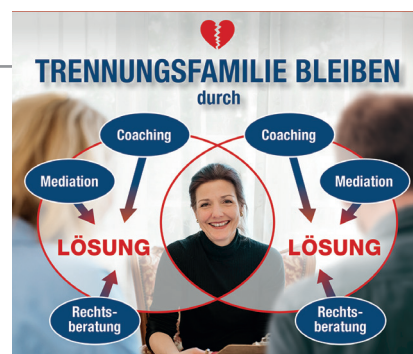 TRENNUNGSFAMILIE BLEIBEN
durch
Coaching
Coaching
Mediation
Mediation
LÖSUNG
LÖSUNG
Rechts-
beratung
Rechts-
beratung